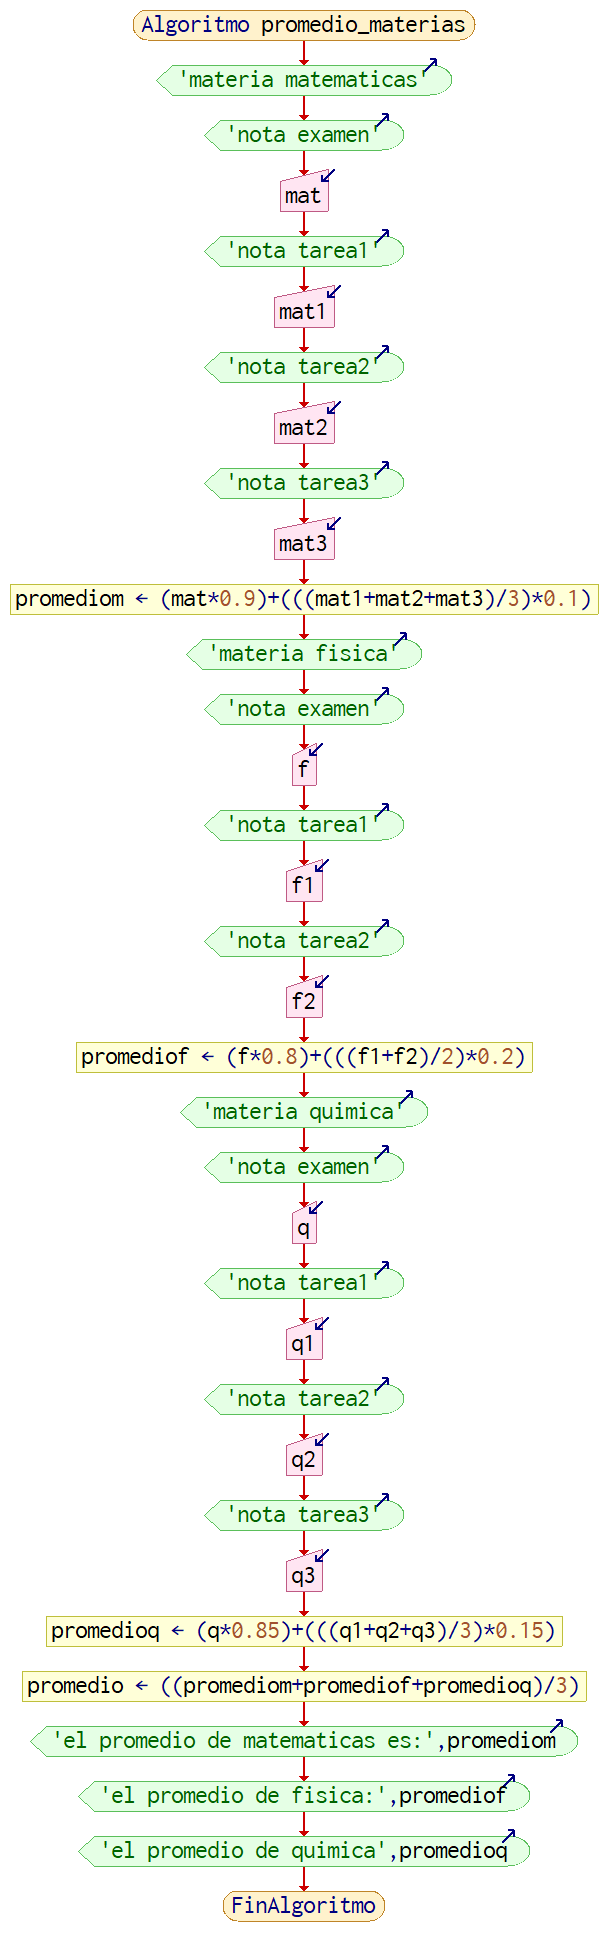 Algoritmo promedio_materias
'materia matematicas'
'nota examen'
mat
'nota tarea1'
mat1
'nota tarea2'
mat2
'nota tarea3'
mat3
promediom ← (mat*0.9)+(((mat1+mat2+mat3)/3)*0.1)
'materia fisica'
'nota examen'
f
'nota tarea1'
f1
'nota tarea2'
f2
promediof ← (f*0.8)+(((f1+f2)/2)*0.2)
'materia quimica'
'nota examen'
q
'nota tarea1'
q1
'nota tarea2'
q2
'nota tarea3'
q3
promedioq ← (q*0.85)+(((q1+q2+q3)/3)*0.15)
promedio ← ((promediom+promediof+promedioq)/3)
'el promedio de matematicas es:',promediom
'el promedio de fisica:',promediof
'el promedio de quimica',promedioq
FinAlgoritmo